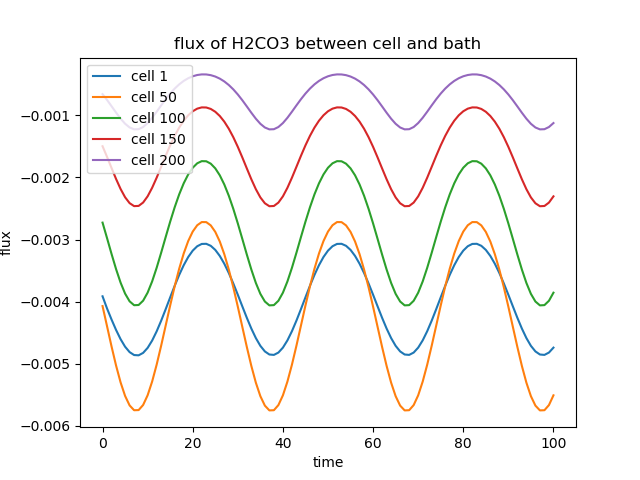 flux of H2CO3 between cell and bath
cell 1
cell 50
cell 100
cell 150
cell 200
−0.001
−0.002
−0.003
−0.004
−0.005
−0.006
flux
0 20 40 60 80 100
time